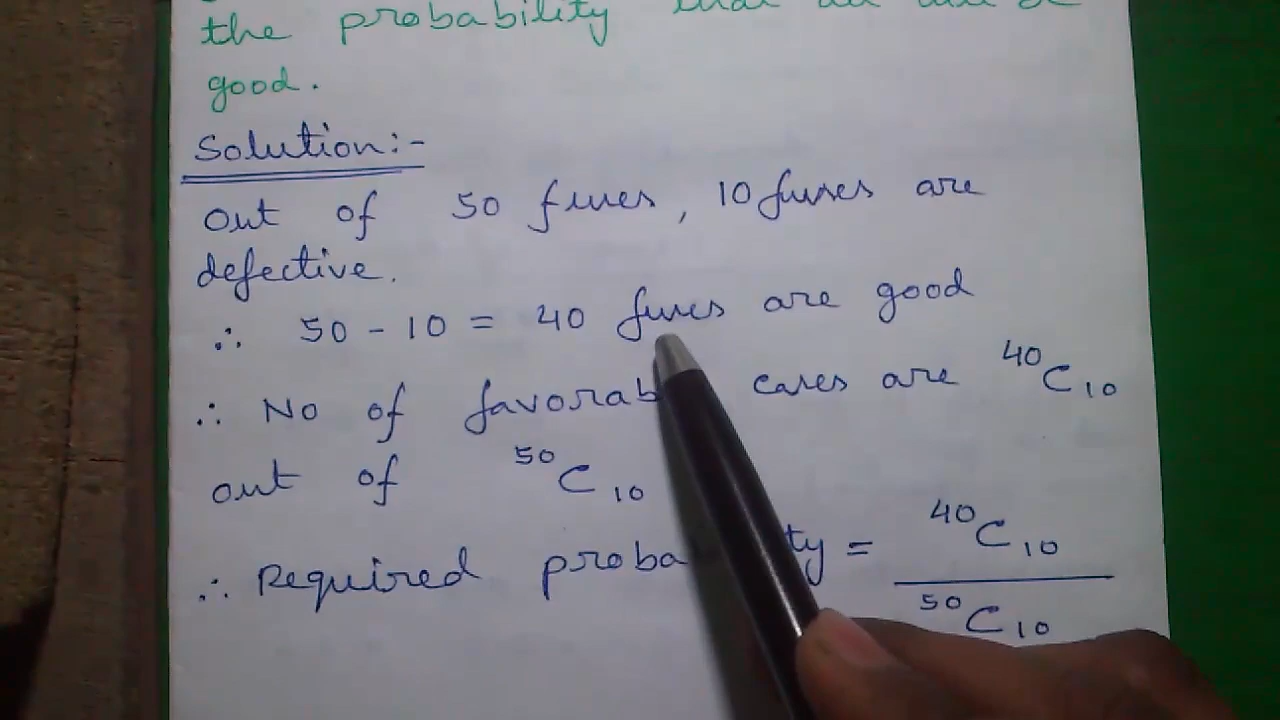 the probability
good.
Solution:-
out of 50 fuses, 10 fuses are
defective.
∴ 50 - 10 = 40 fuses are good
∴ No of favorab cases are ⁴⁰C₁₀
out of ⁵⁰C₁₀
∴ Required proba ty = ⁴⁰C₁₀
⁵⁰C₁₀